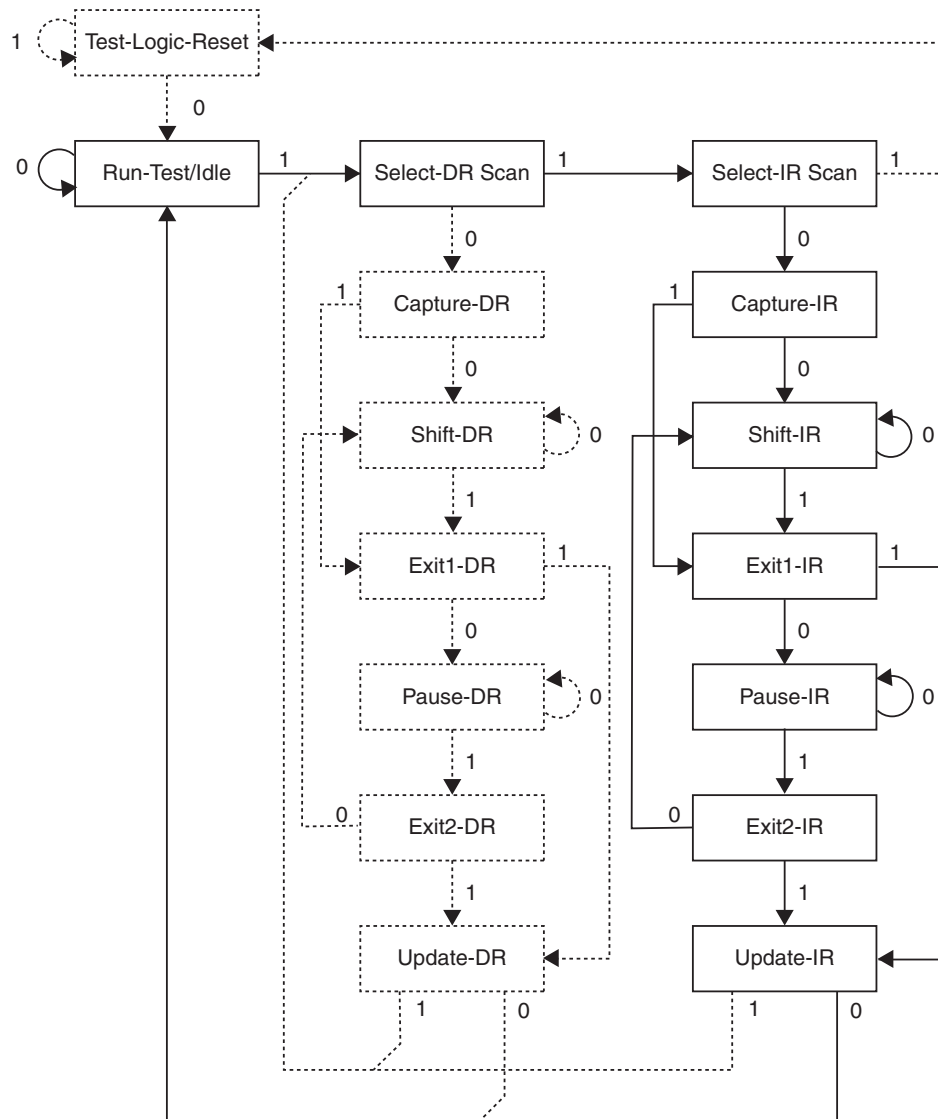 1 Test-Logic-Reset
0
0 Run-Test/Idle 1 Select-DR Scan 1 Select-IR Scan 1
0 0
1 Capture-DR 1 Capture-IR
0 0
Shift-DR 0 Shift-IR 0
1 1
Exit1-DR 1 Exit1-IR 1
0 0
Pause-DR 0 Pause-IR 0
1 1
0 Exit2-DR 0 Exit2-IR
1 1
Update-DR Update-IR
1 0 1 0